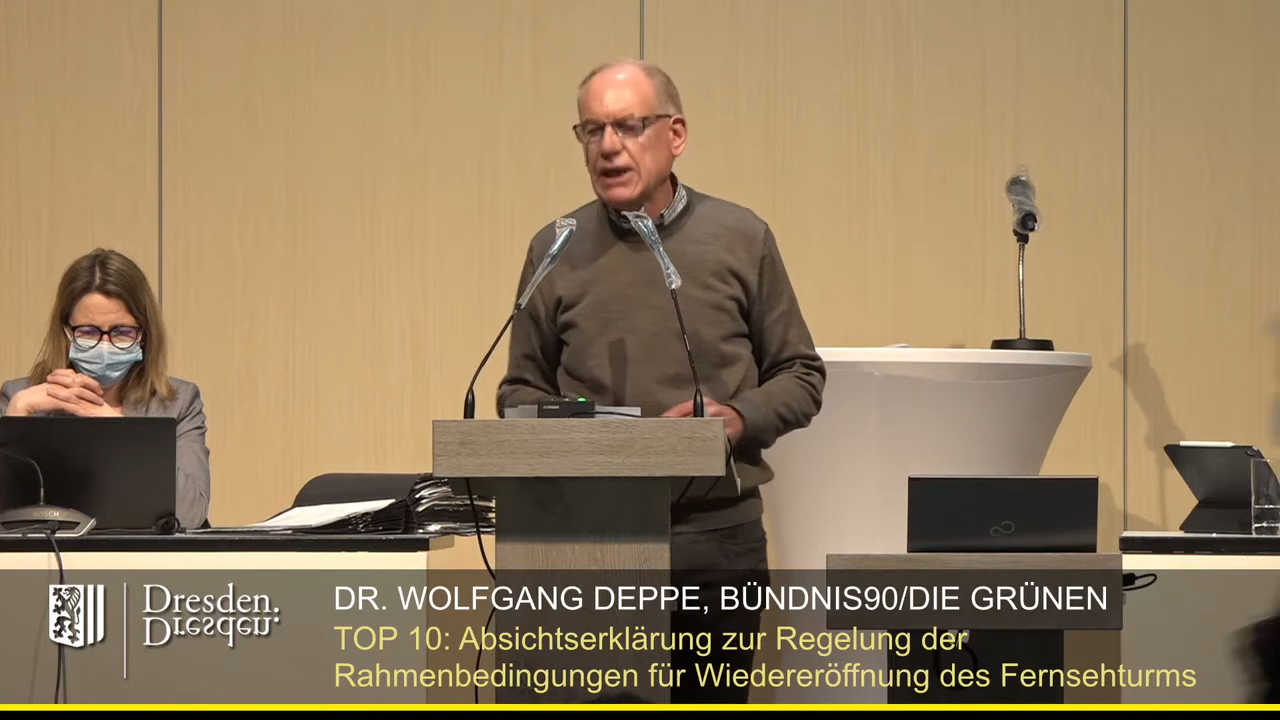 Dresden.
Dresden.
DR. WOLFGANG DEPPE, BÜNDNIS90/DIE GRÜNEN
TOP 10: Absichtserklärung zur Regelung der
Rahmenbedingungen für Wiedereröffnung des Fernsehturms
BOSCH